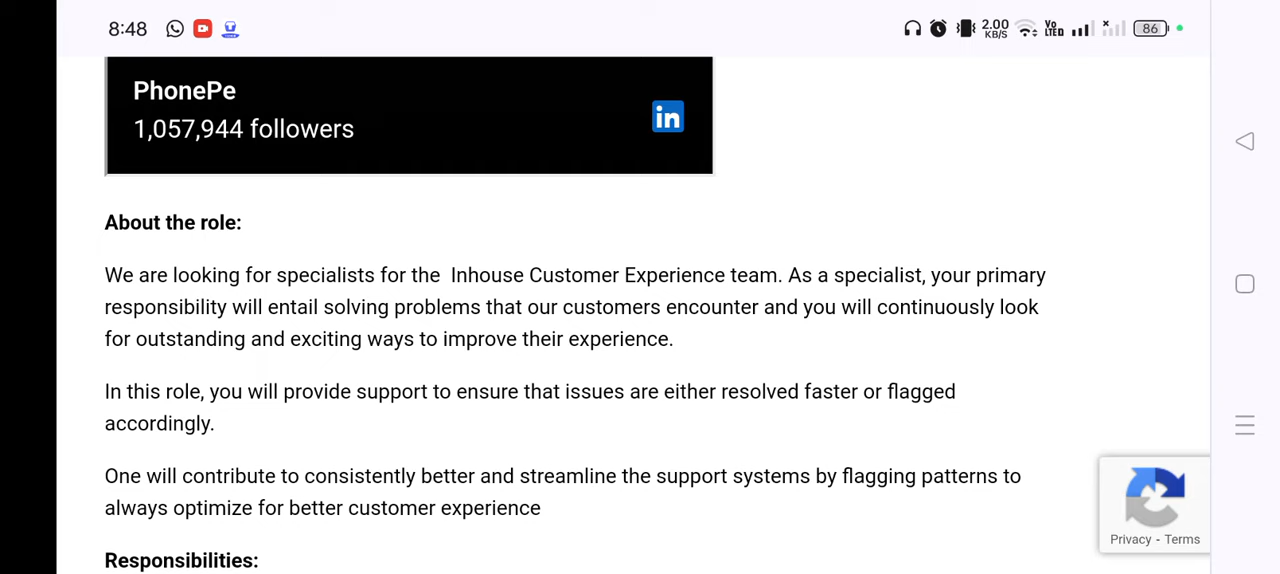 8:48
2.00
KB/S
Vo
LTED
x
86
PhonePe
1,057,944 followers
in
About the role:
We are looking for specialists for the  Inhouse Customer Experience team. As a specialist, your primary
responsibility will entail solving problems that our customers encounter and you will continuously look
for outstanding and exciting ways to improve their experience.
In this role, you will provide support to ensure that issues are either resolved faster or flagged
accordingly.
One will contribute to consistently better and streamline the support systems by flagging patterns to
always optimize for better customer experience
Privacy - Terms
Responsibilities: